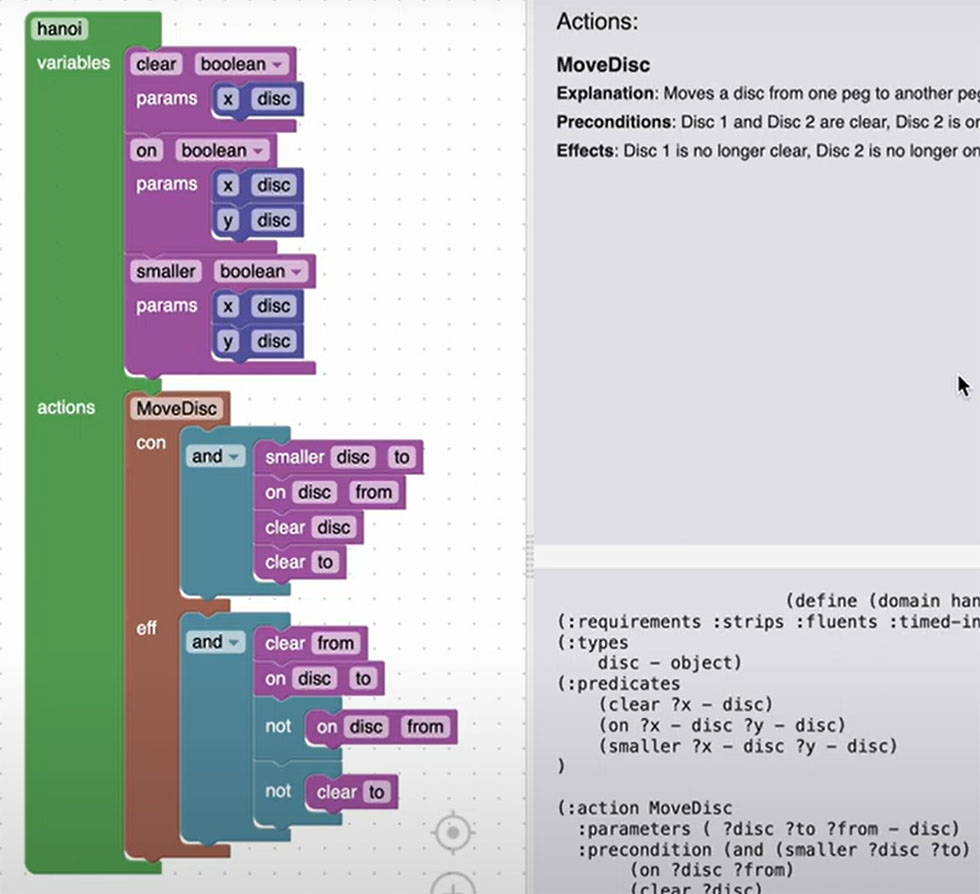 hanoi
variables
clear boolean
params x disc
on boolean
params x disc
y disc
smaller boolean
params x disc
y disc
actions
MoveDisc
con
and
smaller disc to
on disc from
clear disc
clear to
eff
and
clear from
on disc to
not on disc from
not clear to
Actions:
MoveDisc
Explanation: Moves a disc from one peg to another peg
Preconditions: Disc 1 and Disc 2 are clear, Disc 2 is
Effects: Disc 1 is no longer clear, Disc 2 is no longer on
(define (domain han
(:requirements :strips :fluents :timed-in
(:types
disc - object)
(:predicates
(clear ?x - disc)
(on ?x - disc ?y - disc)
(smaller ?x - disc ?y - disc)
)
(:action MoveDisc
:parameters ( ?disc ?to ?from - disc)
:precondition (and (smaller ?disc ?to)
(on ?disc ?from)
(clear ?disc)